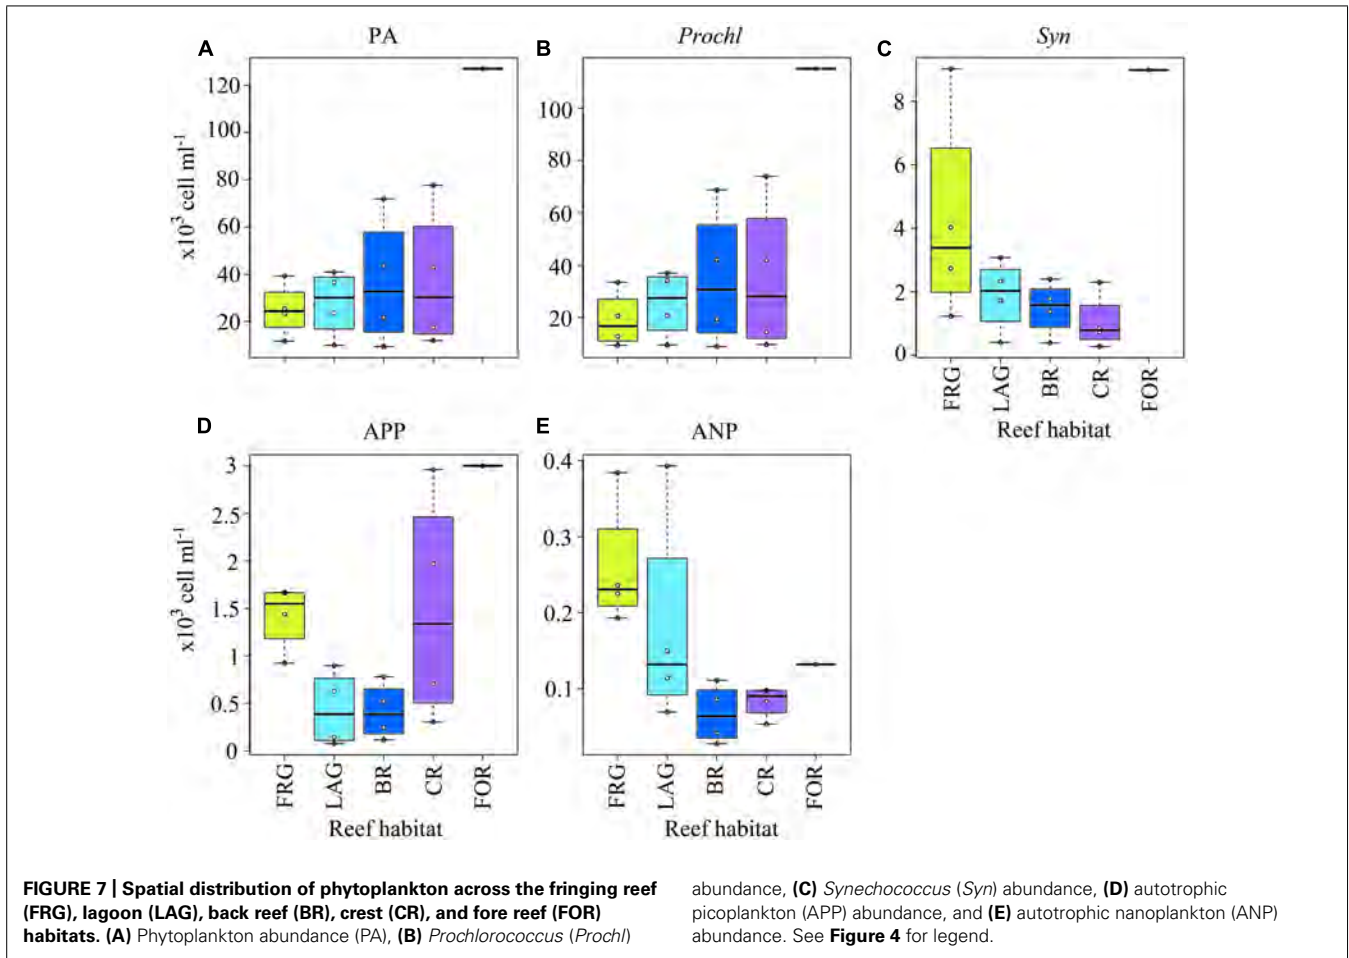 A PA
B Prochl
C Syn
x10³ cell ml⁻¹
120
100
80
60
40
20
100
80
60
40
20
8
6
4
2
0
FRG LAG BR CR FOR
Reef habitat
D APP
E ANP
x10³ cell ml⁻¹
3
2.5
2
1.5
1
0.5
0
0.4
0.3
0.2
0.1
FRG LAG BR CR FOR
Reef habitat
FRG LAG BR CR FOR
Reef habitat
FIGURE 7 | Spatial distribution of phytoplankton across the fringing reef
(FRG), lagoon (LAG), back reef (BR), crest (CR), and fore reef (FOR)
habitats. (A) Phytoplankton abundance (PA), (B) Prochlorococcus (Prochl)
abundance, (C) Synechococcus (Syn) abundance, (D) autotrophic
picoplankton (APP) abundance, and (E) autotrophic nanoplankton (ANP)
abundance. See Figure 4 for legend.